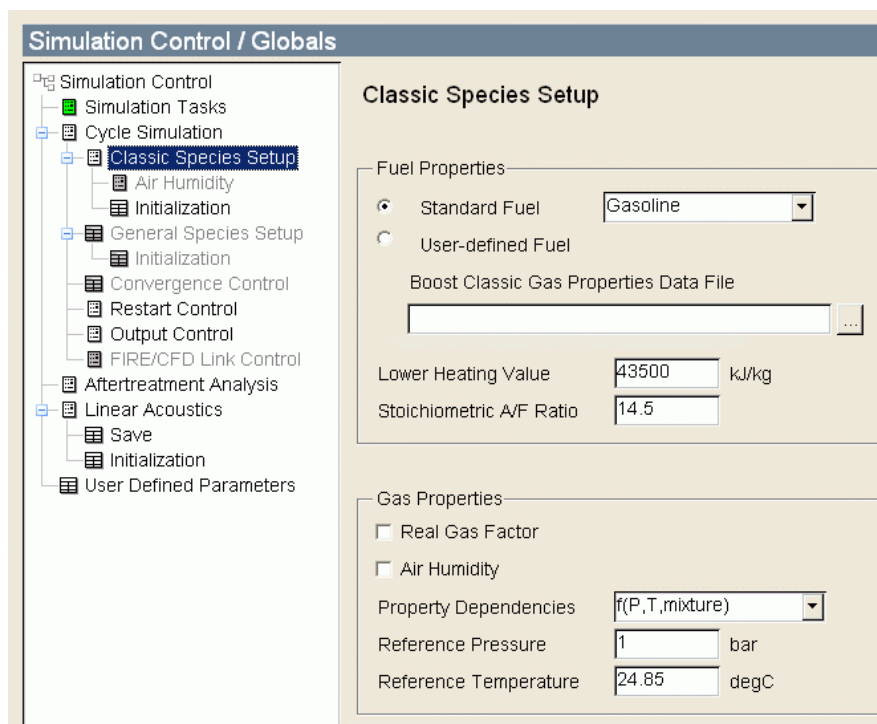 Simulation Control / Globals
Simulation Control
Simulation Tasks
Cycle Simulation
Classic Species Setup
Air Humidity
Initialization
General Species Setup
Initialization
Convergence Control
Restart Control
Output Control
FIRE/CFD Link Control
Aftertreatment Analysis
Linear Acoustics
Save
Initialization
User Defined Parameters
Classic Species Setup
Fuel Properties
Standard Fuel Gasoline
User-defined Fuel
Boost Classic Gas Properties Data File
...
Lower Heating Value 43500 kJ/kg
Stoichiometric A/F Ratio 14.5
Gas Properties
Real Gas Factor
Air Humidity
Property Dependencies f(P,T,mixture)
Reference Pressure 1 bar
Reference Temperature 24.85 degC